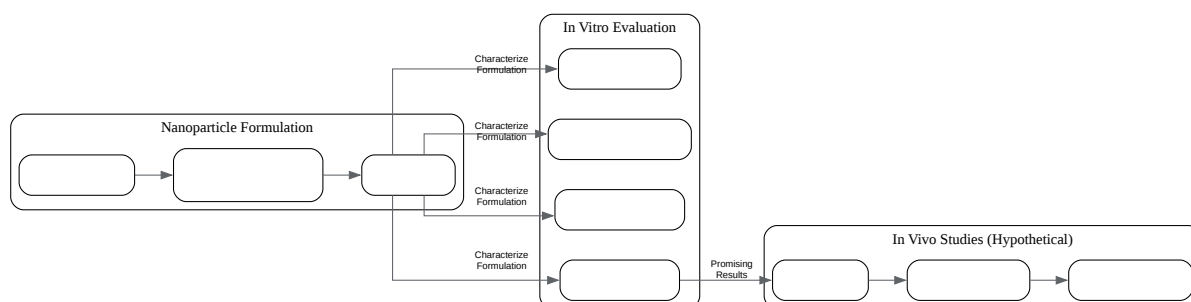 In Vitro Evaluation
Characterize
Formulation
Nanoparticle Formulation
Characterize
Formulation
Characterize
Formulation
In Vivo Studies (Hypothetical)
Characterize
Formulation
Promising
Results